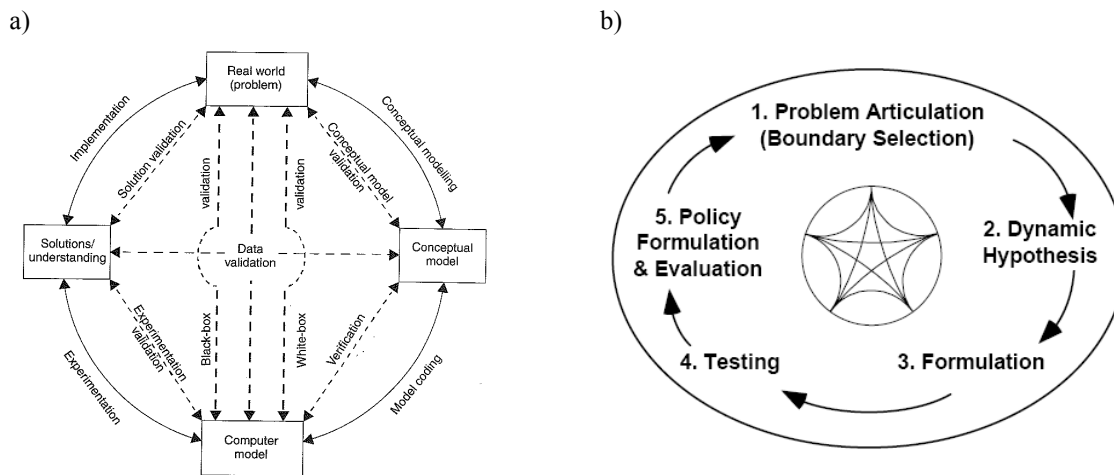 a)
Real world
(problem)
Implementation
Solution validation
validation
validation
Conceptual model
validation
Conceptual modelling
Solutions/
understanding
Data
validation
Conceptual
model
Experimentation
Experimentation
validation
Black-box
White-box
Verification
Model coding
Computer
model
b)
1. Problem Articulation
(Boundary Selection)
2. Dynamic
Hypothesis
3. Formulation
4. Testing
5. Policy
Formulation
& Evaluation